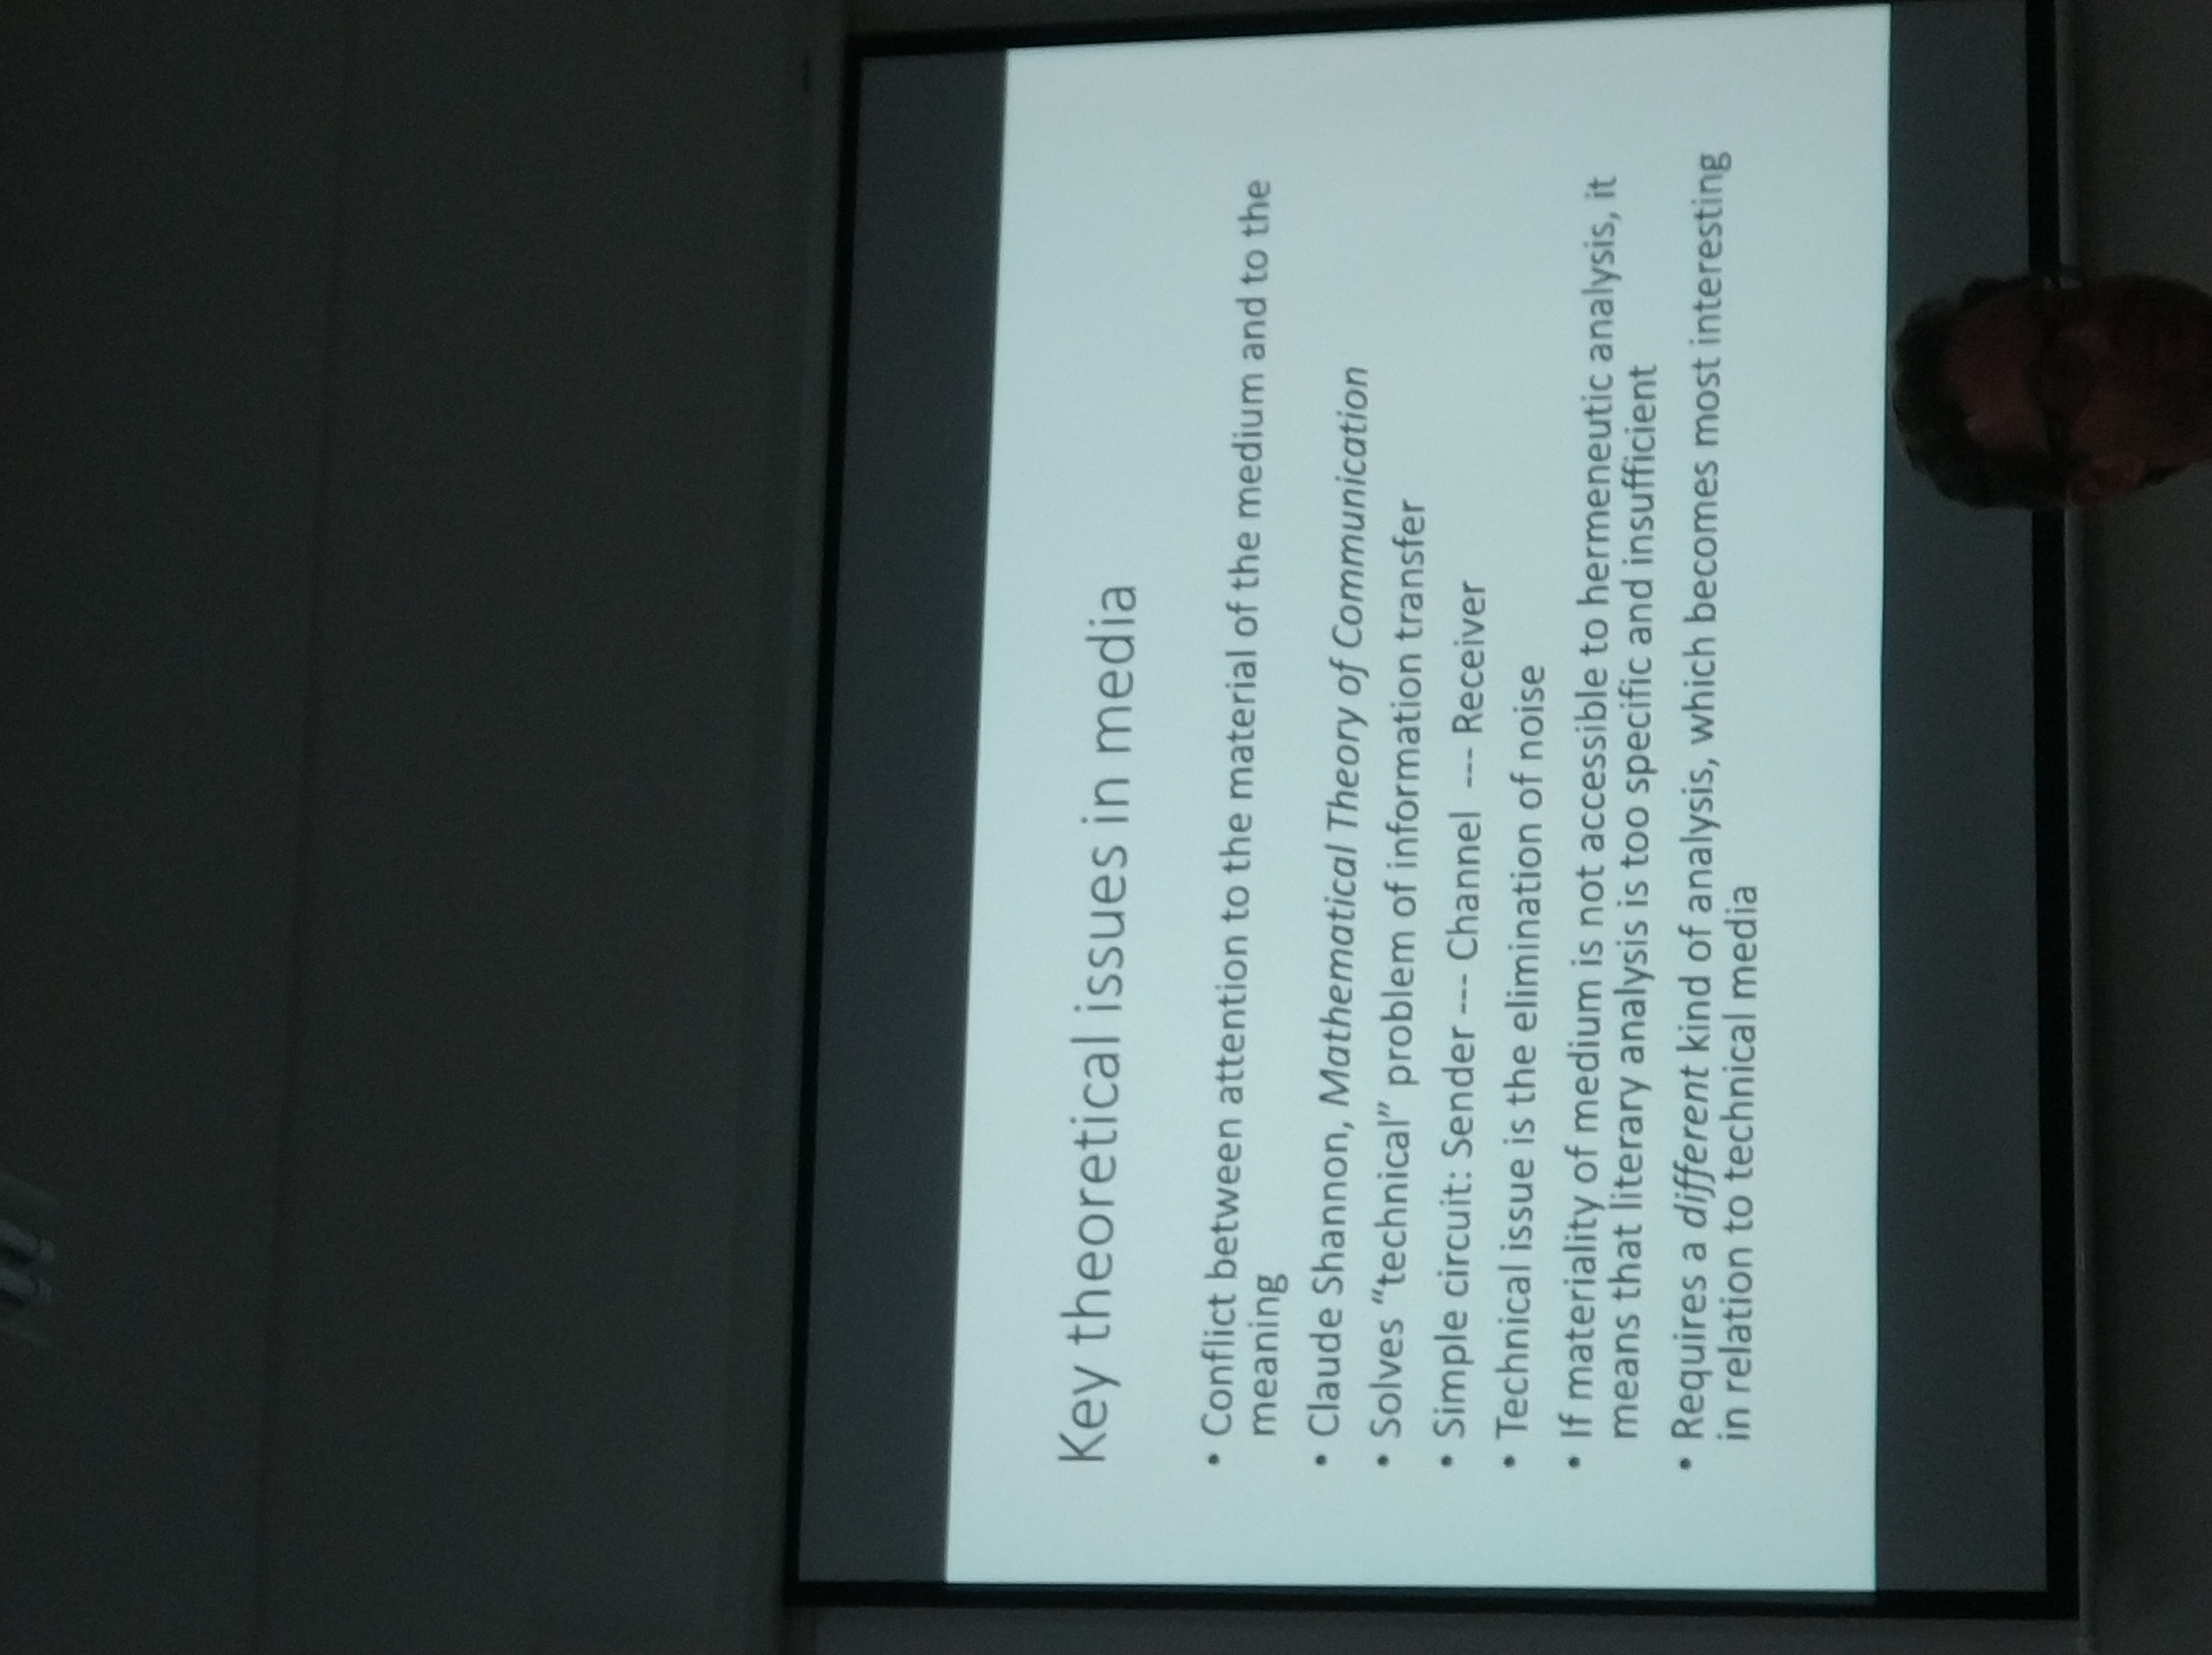 Key theoretical issues in media
• Conflict between attention to the material of the medium and to the
meaning
• Claude Shannon, Mathematical Theory of Communication
• Solves “technical” problem of information transfer
• Simple circuit: Sender --- Channel --- Receiver
• Technical issue is the elimination of noise
• If materiality of medium is not accessible to hermeneutic analysis, it
means that literary analysis is too specific and insufficient
• Requires a different kind of analysis, which becomes most interesting
in relation to technical media